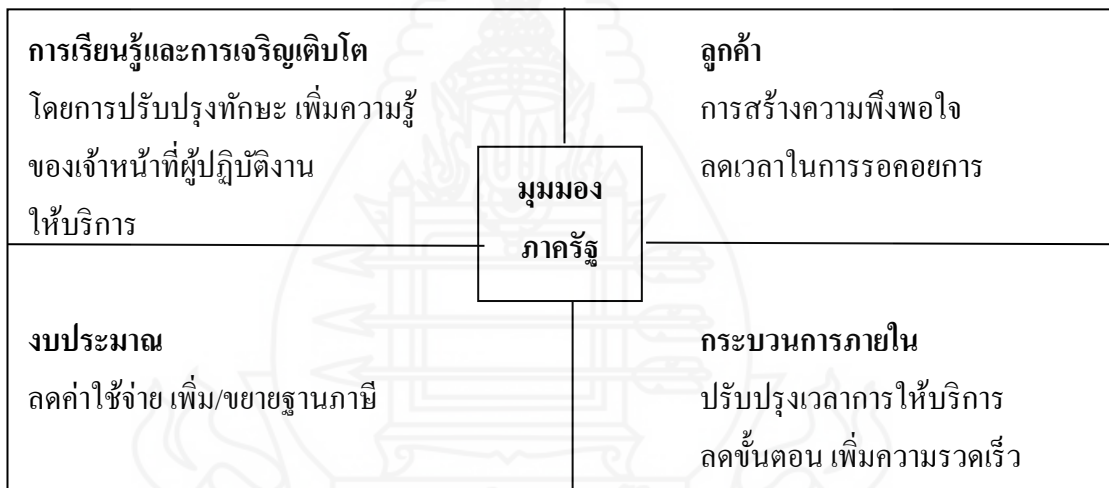 การเรียนรู้และการเจริญเติบโต
โดยการปรับปรุงทักษะ เพิ่มความรู้
ของเจ้าหน้าที่ผู้ปฏิบัติงาน
ให้บริการ
ลูกค้า
การสร้างความพึงพอใจ
ลดเวลาในการรอคอยการ
มุมมอง
ภาครัฐ
งบประมาณ
ลดค่าใช้จ่าย เพิ่ม/ขยายฐานภาษี
กระบวนการภายใน
ปรับปรุงเวลาการให้บริการ
ลดขั้นตอน เพิ่มความรวดเร็ว